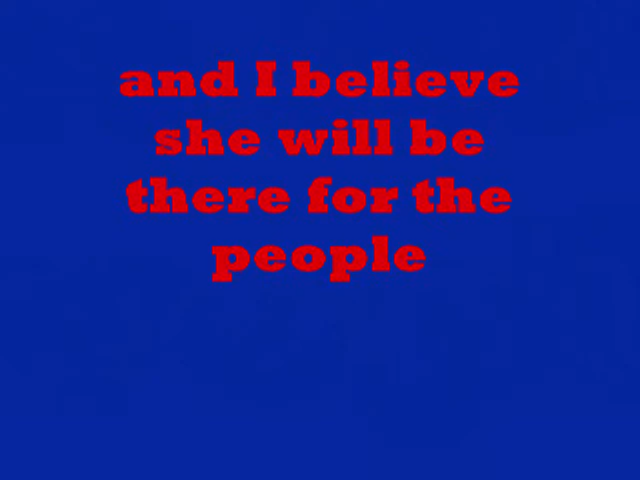 and I believe
she will be
there for the
people